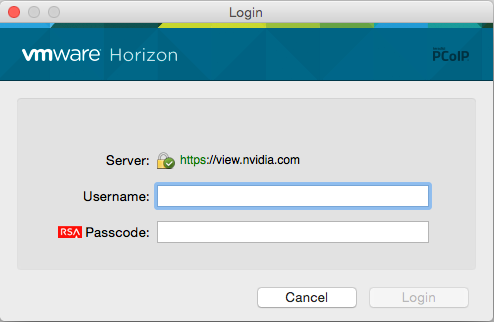 Login
vmware Horizon
PCoIP
Server: https://view.nvidia.com
Username:
RSA Passcode:
Cancel Login